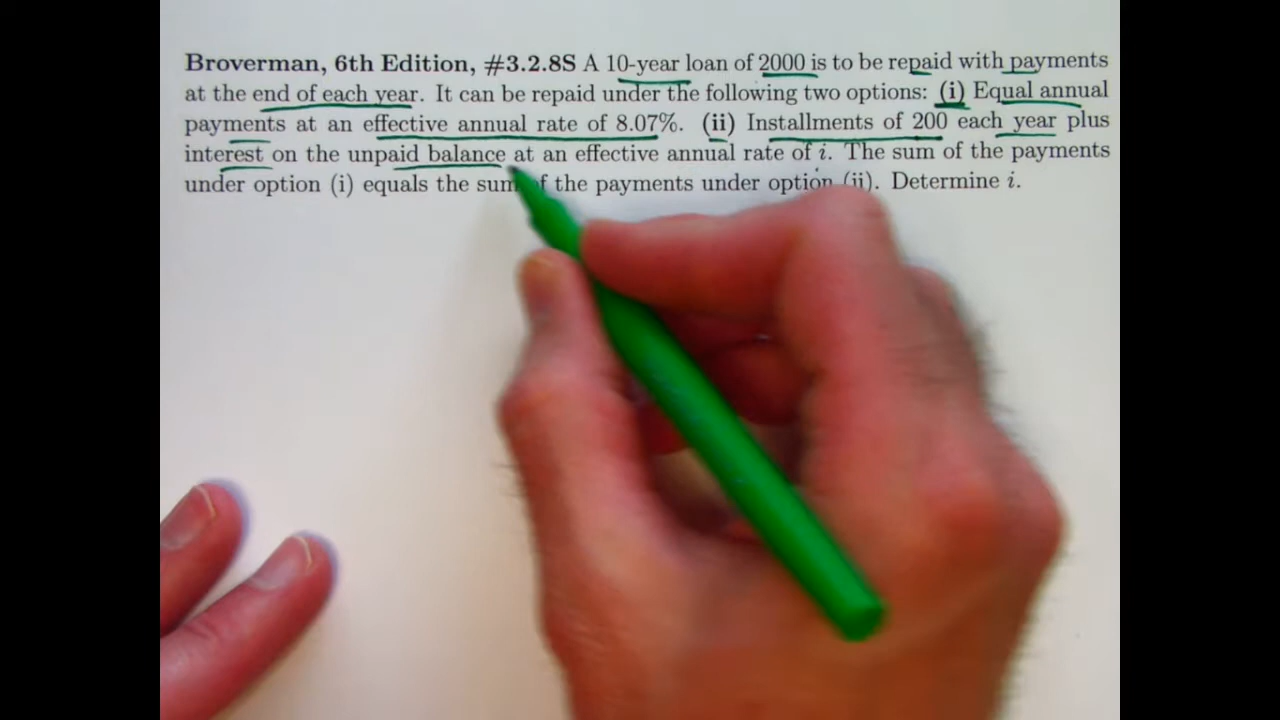 Broverman, 6th Edition, #3.2.8S A 10-year loan of 2000 is to be repaid with payments
at the end of each year. It can be repaid under the following two options: (i) Equal annual
payments at an effective annual rate of 8.07%. (ii) Installments of 200 each year plus
interest on the unpaid balance at an effective annual rate of i. The sum of the payments
under option (i) equals the sum of the payments under option (ii). Determine i.